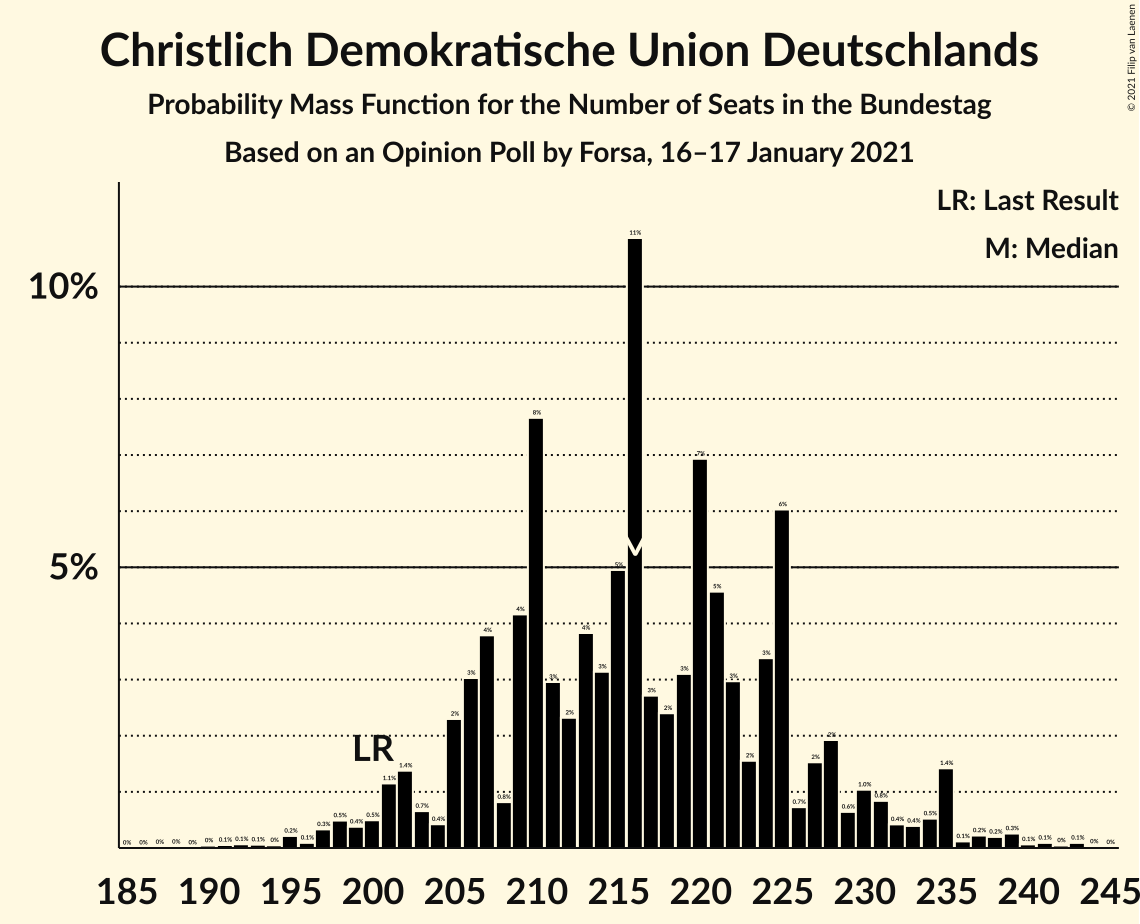 Christlich Demokratische Union Deutschlands
Probability Mass Function for the Number of Seats in the Bundestag
Based on an Opinion Poll by Forsa, 16–17 January 2021
© 2021 Filip van Laenen
LR: Last Result
M: Median
10%
5%
LR
M
0% 0% 0% 0% 0% 0% 0.1% 0.1% 0.1% 0% 0.2% 0.1% 0.3% 0.5% 0.4% 0.5% 1.1% 1.4% 0.7% 0.4% 2% 3% 4% 0.8% 4% 8% 3% 2% 4% 3% 5% 11% 3% 2% 3% 7% 5% 3% 2% 3% 6% 0.7% 2% 2% 0.6% 1.0% 0.8% 0.4% 0.4% 0.5% 1.4% 0.1% 0.2% 0.2% 0.3% 0.1% 0.1% 0% 0.1% 0% 0%
185 190 195 200 205 210 215 220 225 230 235 240 245